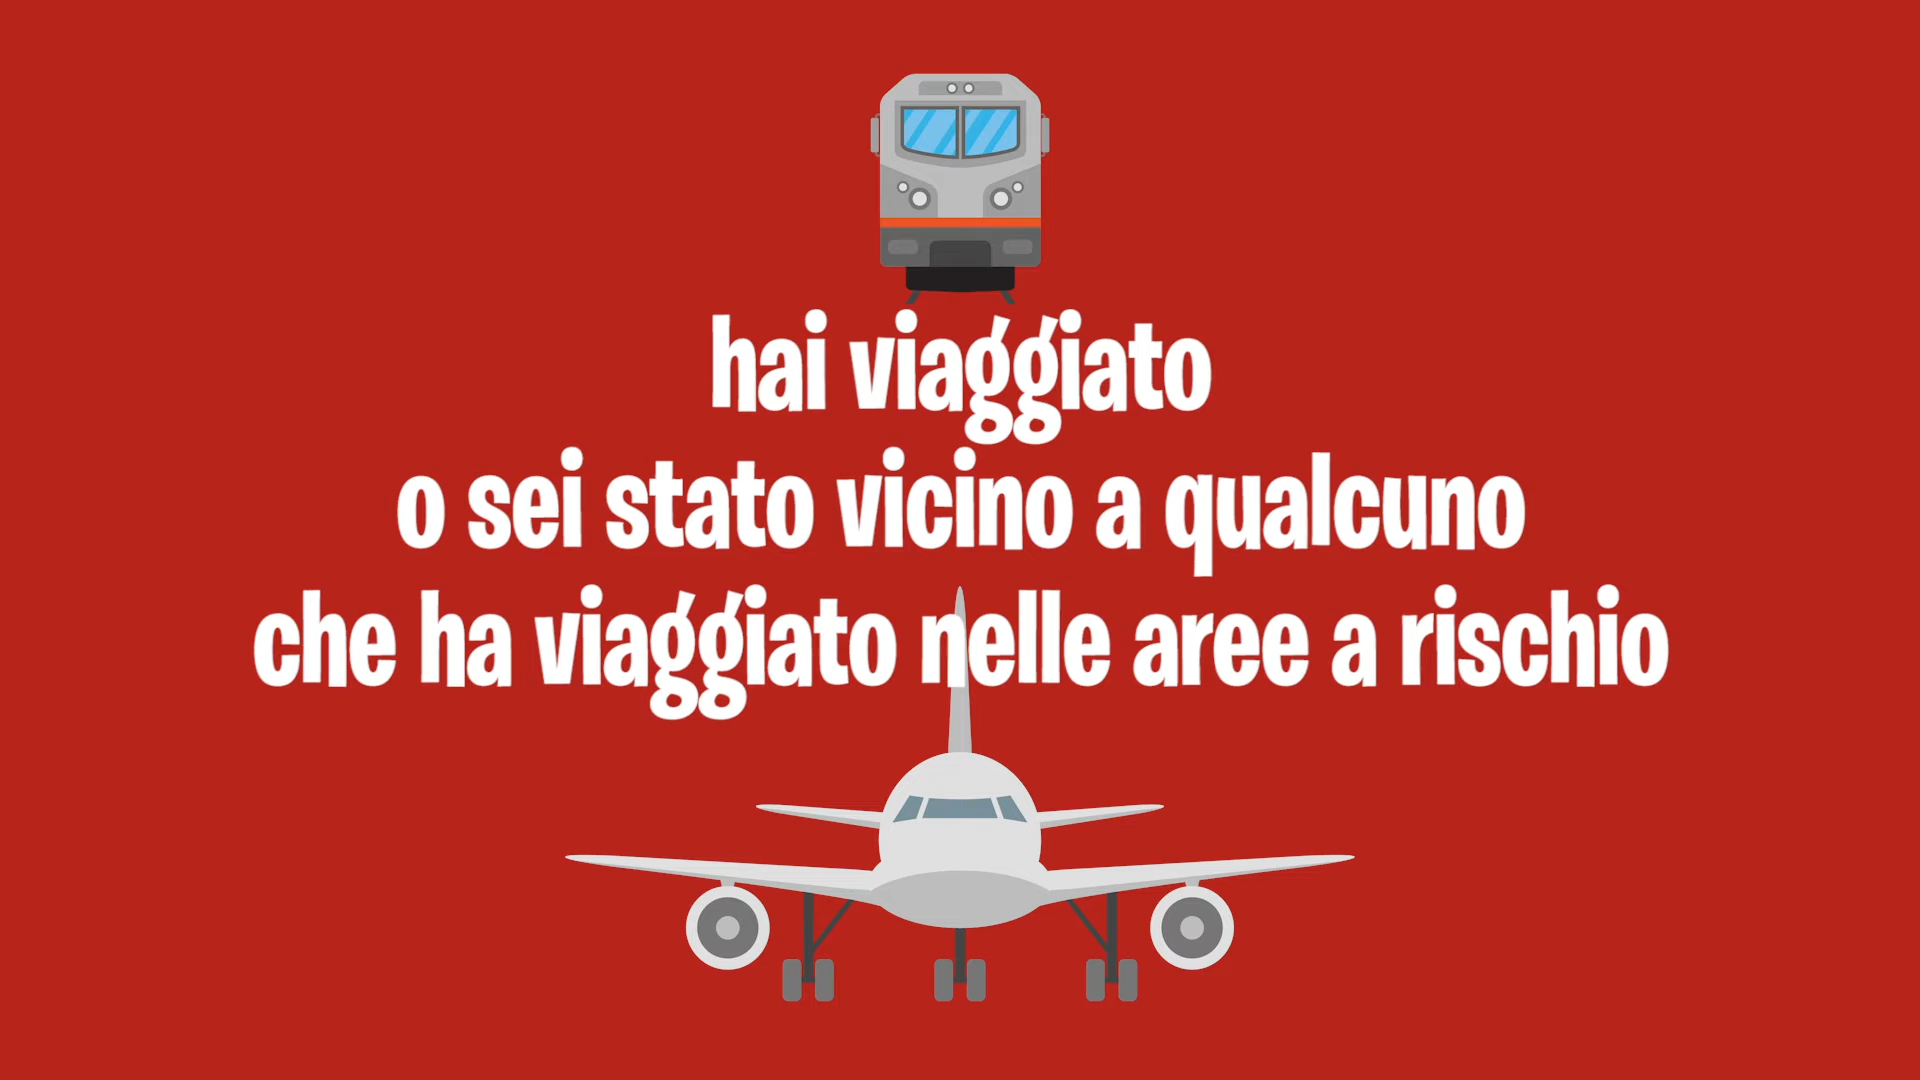 hai viaggiato
o sei stato vicino a qualcuno
che ha viaggiato nelle aree a rischio